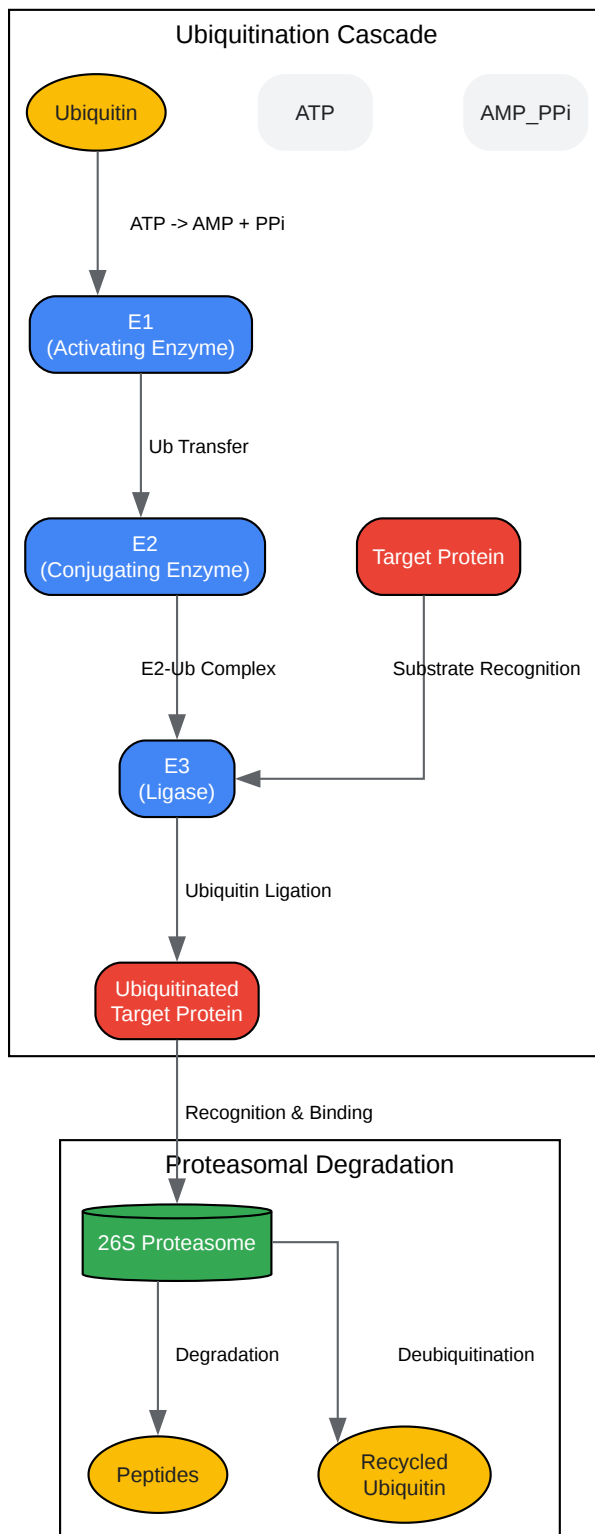 Ubiquitination Cascade
Ubiquitin
ATP
AMP_PPi
ATP -> AMP + PPi
E1
(Activating Enzyme)
Ub Transfer
E2
(Conjugating Enzyme)
Target Protein
E2-Ub Complex
Substrate Recognition
E3
(Ligase)
Ubiquitin Ligation
Ubiquitinated
Target Protein
Recognition & Binding
Proteasomal Degradation
26S Proteasome
Degradation
Deubiquitination
Peptides
Recycled
Ubiquitin